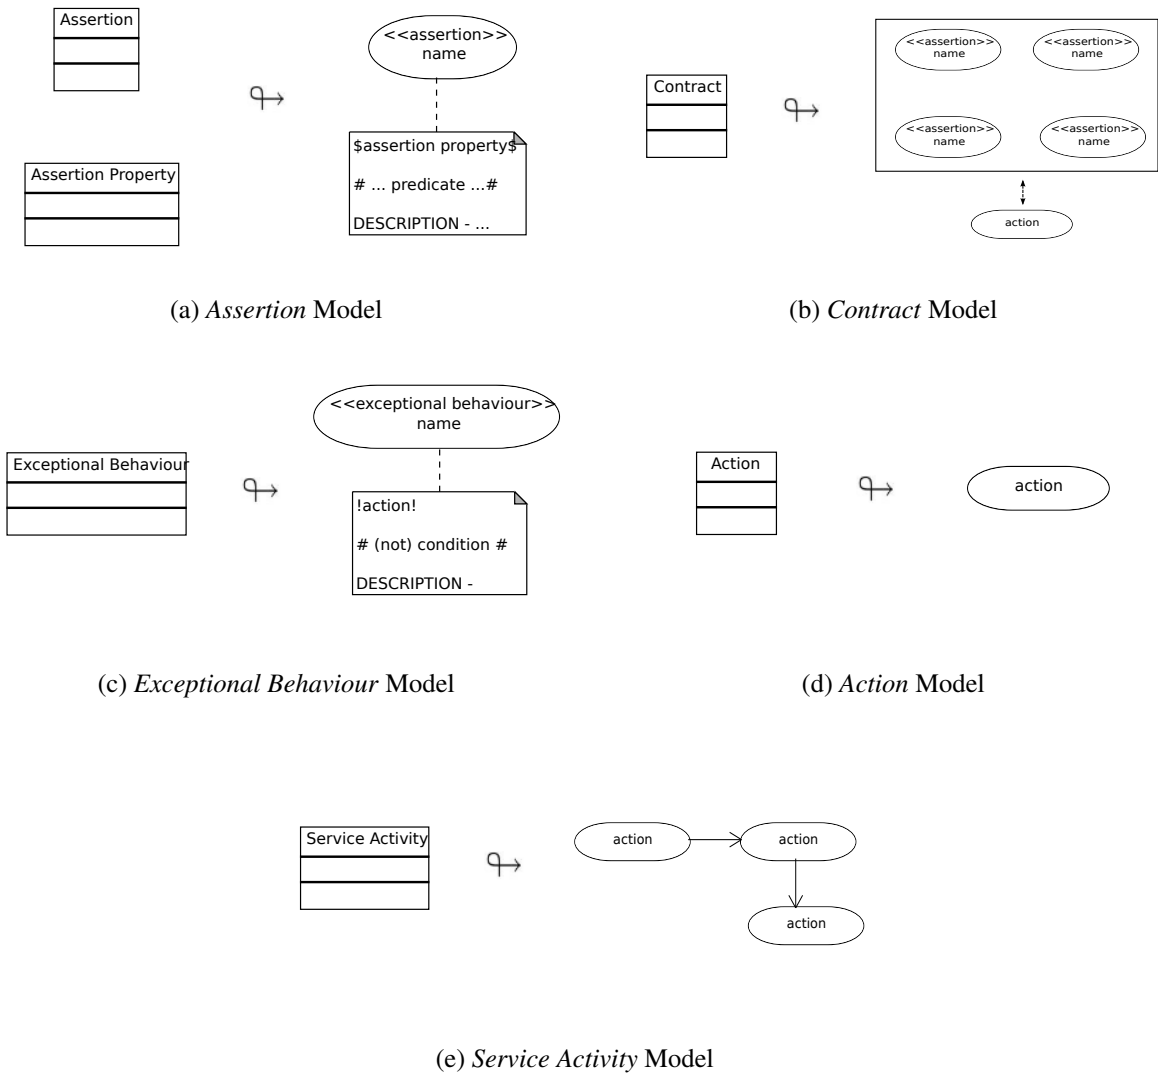 Assertion
<<assertion>>
name
Assertion Property
$assertion property$
# ... predicate ...#
DESCRIPTION - ...
(a) Assertion Model
Contract
<<assertion>>
name
<<assertion>>
name
<<assertion>>
name
<<assertion>>
name
action
(b) Contract Model
Exceptional Behaviour
<<exceptional behaviour>>
name
!action!
# (not) condition #
DESCRIPTION -
(c) Exceptional Behaviour Model
Action
action
(d) Action Model
Service Activity
action
action
action
(e) Service Activity Model